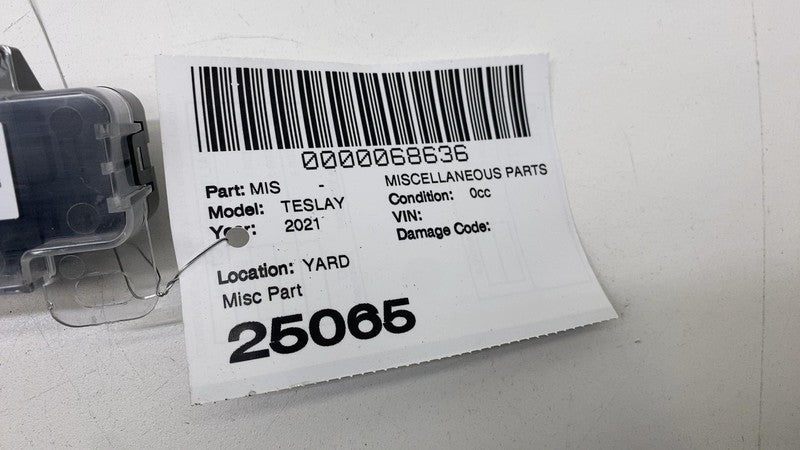 0000068636
Part: MIS - MISCELLANEOUS PARTS
Model: TESLAY Condition: 0cc
Year: 2021 VIN:
Damage Code:
Location: YARD
Misc Part
25065